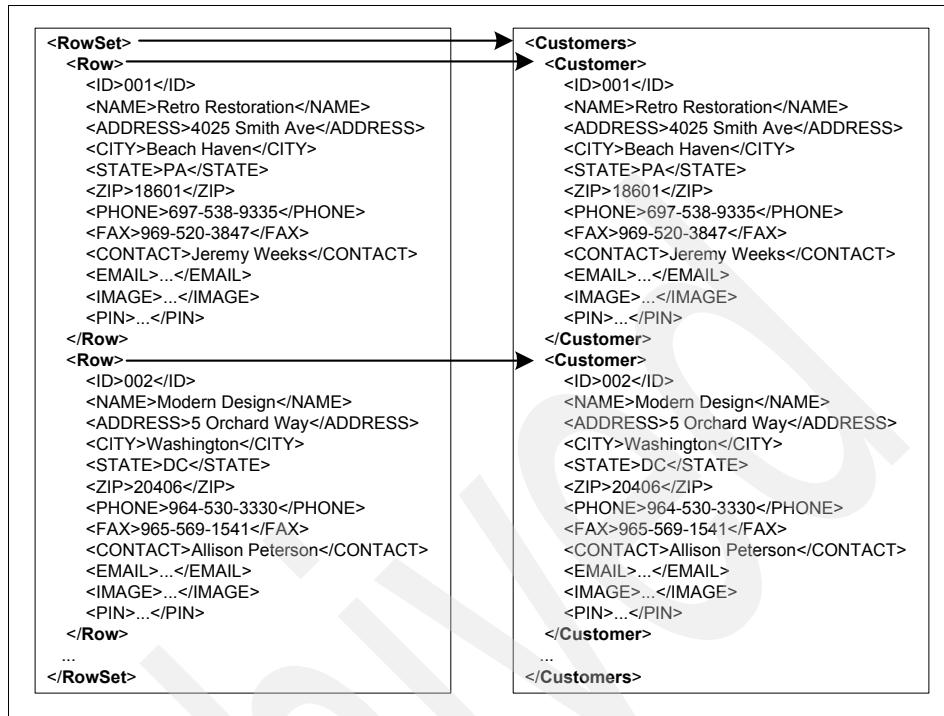 <RowSet>
<Row>
<ID>001</ID>
<NAME>Retro Restoration</NAME>
<ADDRESS>4025 Smith Ave</ADDRESS>
<CITY>Beach Haven</CITY>
<STATE>PA</STATE>
<ZIP>18601</ZIP>
<PHONE>697-538-9335</PHONE>
<FAX>969-520-3847</FAX>
<CONTACT>Jeremy Weeks</CONTACT>
<EMAIL>...</EMAIL>
<IMAGE>...</IMAGE>
<PIN>...</PIN>
</Row>
<Row>
<ID>002</ID>
<NAME>Modern Design</NAME>
<ADDRESS>5 Orchard Way</ADDRESS>
<CITY>Washington</CITY>
<STATE>DC</STATE>
<ZIP>20406</ZIP>
<PHONE>964-530-3330</PHONE>
<FAX>965-569-1541</FAX>
<CONTACT>Allison Peterson</CONTACT>
<EMAIL>...</EMAIL>
<IMAGE>...</IMAGE>
<PIN>...</PIN>
</Row>
...
</RowSet>
<Customers>
<Customer>
<ID>001</ID>
<NAME>Retro Restoration</NAME>
<ADDRESS>4025 Smith Ave</ADDRESS>
<CITY>Beach Haven</CITY>
<STATE>PA</STATE>
<ZIP>18601</ZIP>
<PHONE>697-538-9335</PHONE>
<FAX>969-520-3847</FAX>
<CONTACT>Jeremy Weeks</CONTACT>
<EMAIL>...</EMAIL>
<IMAGE>...</IMAGE>
<PIN>...</PIN>
</Customer>
<Customer>
<ID>002</ID>
<NAME>Modern Design</NAME>
<ADDRESS>5 Orchard Way</ADDRESS>
<CITY>Washington</CITY>
<STATE>DC</STATE>
<ZIP>20406</ZIP>
<PHONE>964-530-3330</PHONE>
<FAX>965-569-1541</FAX>
<CONTACT>Allison Peterson</CONTACT>
<EMAIL>...</EMAIL>
<IMAGE>...</IMAGE>
<PIN>...</PIN>
</Customer>
...
</Customers>